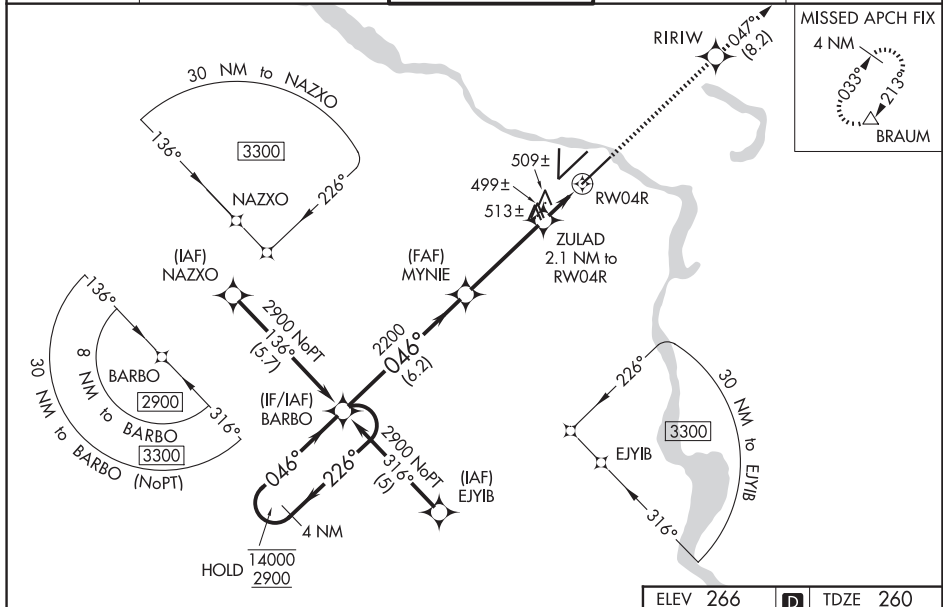 MISSED APCH FIX
4 NM
033°
213°
BRAUM
RIRIW
047°
(8.2)
30 NM to NAZXO
136°
3300
226°
NAZXO
509±
499±
513±
RW04R
ZULAD
2.1 NM to
RW04R
(FAF)
MYNIE
(IAF)
NAZXO
2900 NoPT
136°
(5.7)
2200
046°
(6.2)
136°
BARBO
2900
316°
8 NM to BARBO
3300
30 NM to BARBO (NoPT)
(IF/IAF)
BARBO
046°
226°
2900 NoPT
316°
(5)
(IAF)
EJYIB
4 NM
HOLD 14000
2900
226°
30 NM to EJYIB
3300
EJYIB
316°
ELEV 266 D TDZE 260